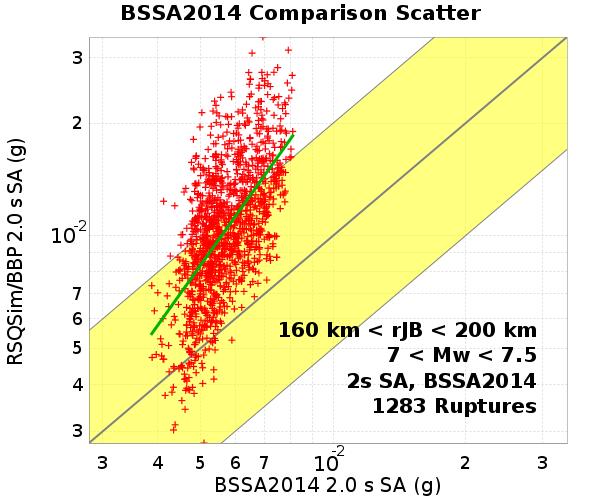 BSSA2014 Comparison Scatter
RSQSim/BBP 2.0 s SA (g)
3
2
10-2
7
6
5
4
3
160 km < rJB < 200 km
7 < Mw < 7.5
2s SA, BSSA2014
1283 Ruptures
3 4 5 6 7 10-2 2 3
BSSA2014 2.0 s SA (g)